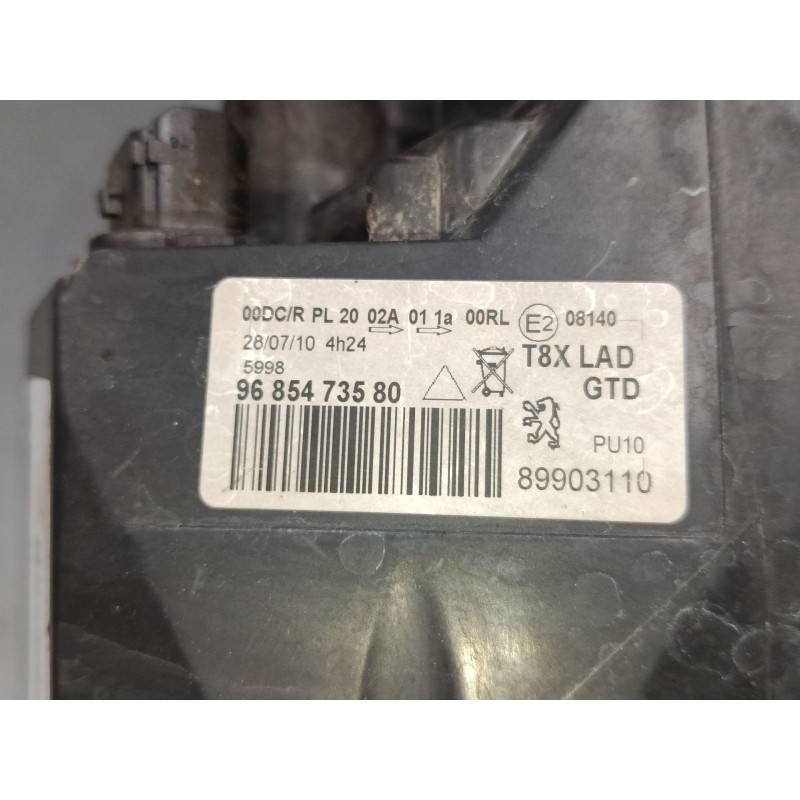 00DC/R PL 20 02A 01 1a 00RL E2 08140
28/07/10 4h24
5998
T8X LAD
96 854 735 80
GTD
PU10
89903110